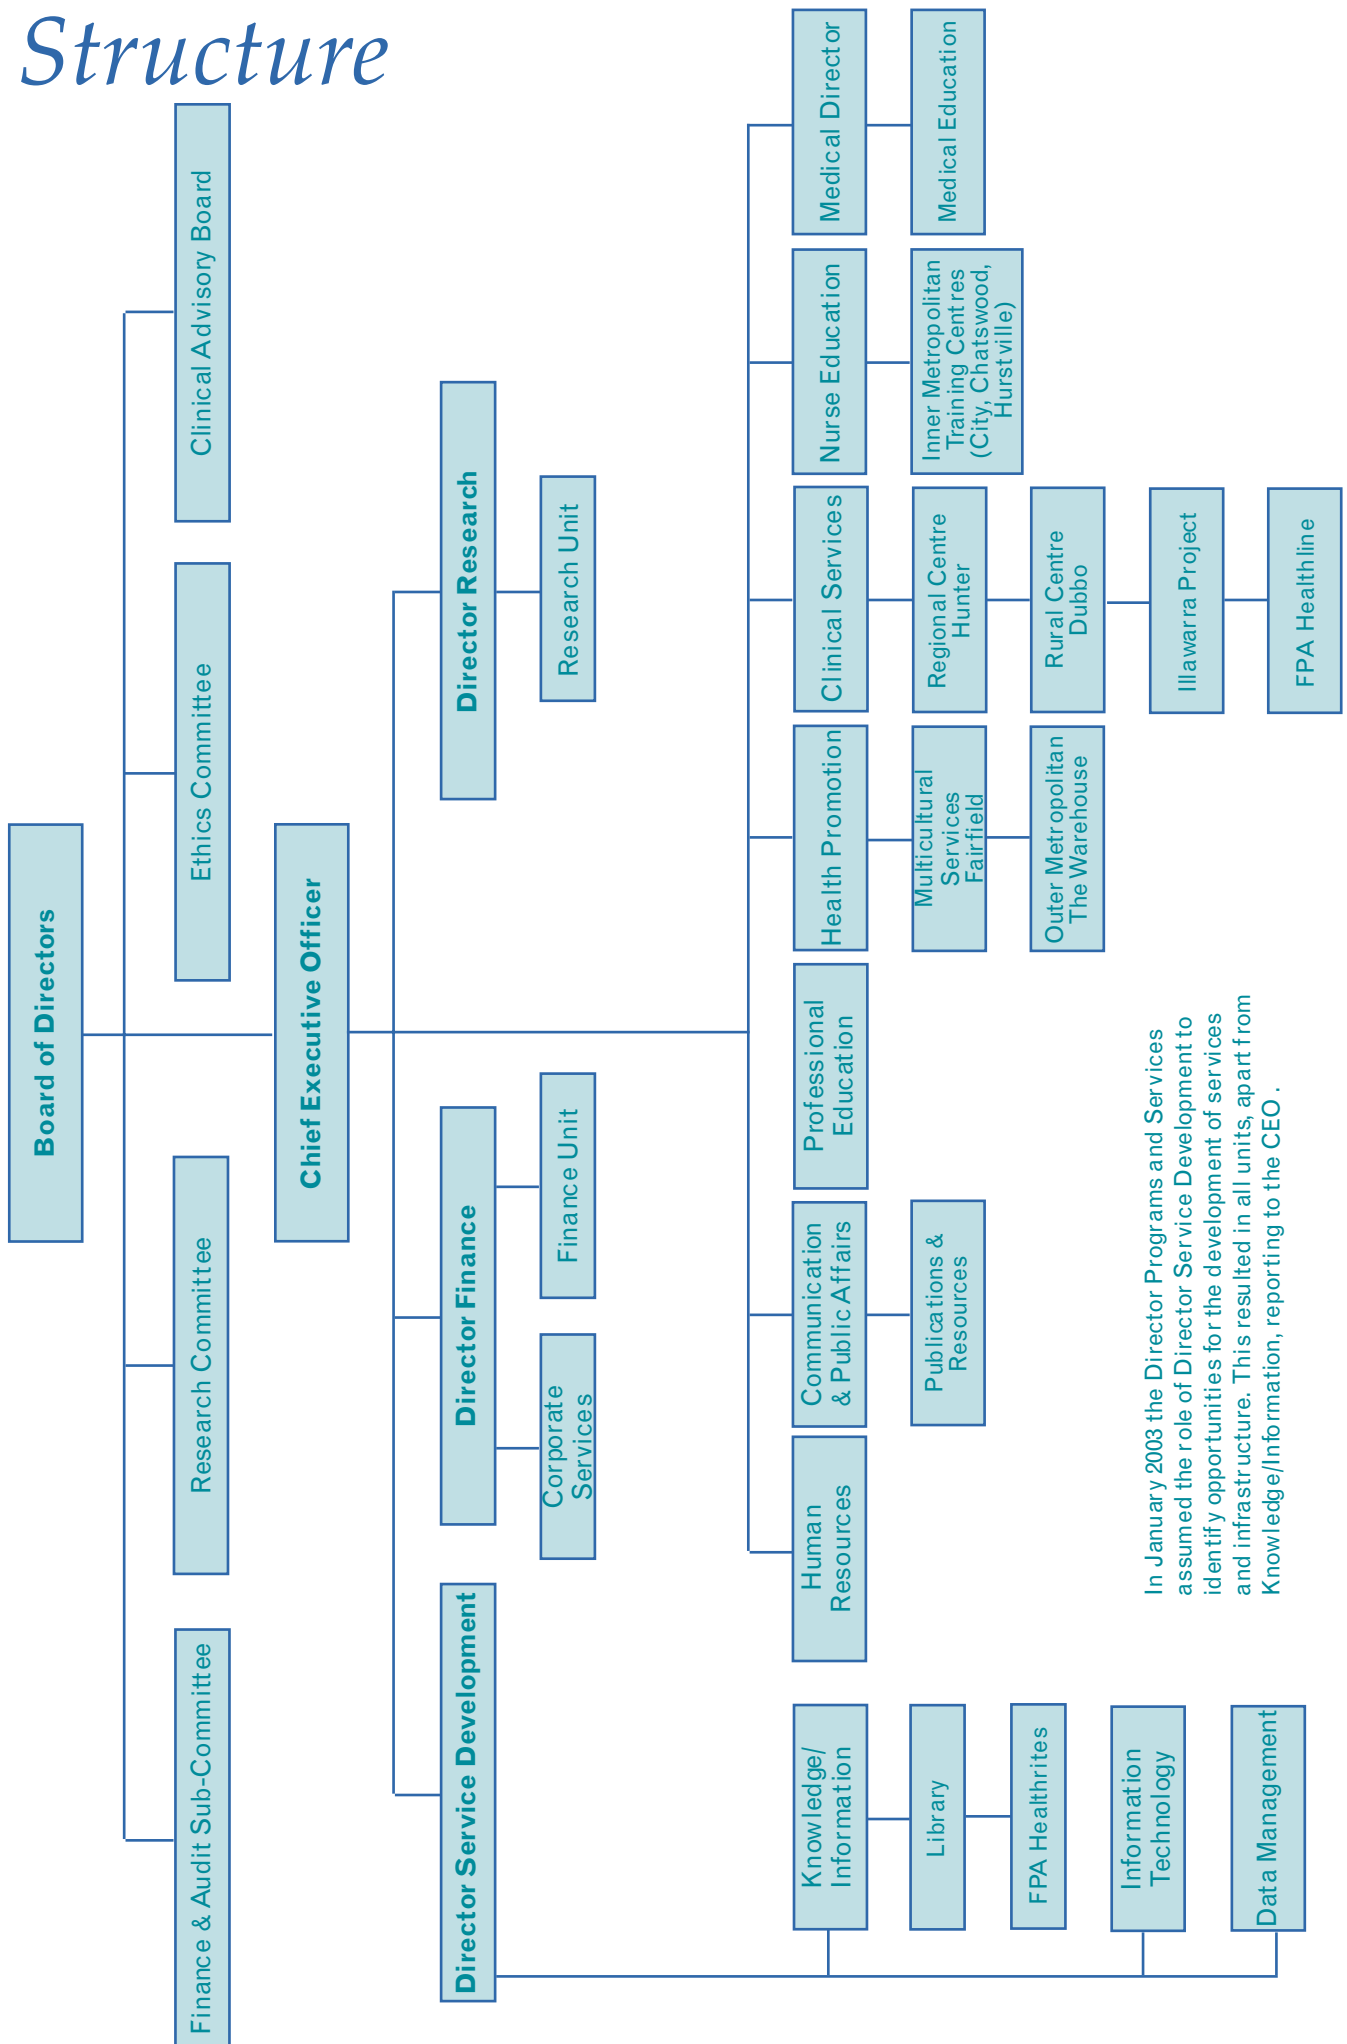 Structure
Board of Directors
Finance & Audit Sub-Committee
Research Committee
Ethics Committee
Clinical Advisory Board
Chief Executive Officer
Director Service Development
Director Finance
Director Research
Corporate
Services
Finance Unit
Research Unit
Knowledge/
Information
Library
FPA Healthrites
Information
Technology
Data Management
Human
Resources
Communication
& Public Affairs
Publications &
Resources
Professional
Education
Health Promotion
Multicultural
Services
Fairfield
Outer Metropolitan
The Warehouse
Clinical Services
Regional Centre
Hunter
Rural Centre
Dubbo
Illawarra Project
FPA Healthline
Nurse Education
Inner Metropolitan
Training Centres
(City, Chatswood,
Hurstville)
Medical Director
Medical Education
In January 2003 the Director Programs and Services
assumed the role of Director Service Development to
identify opportunities for the development of services
and infrastructure. This resulted in all units, apart from
Knowledge/Information, reporting to the CEO .